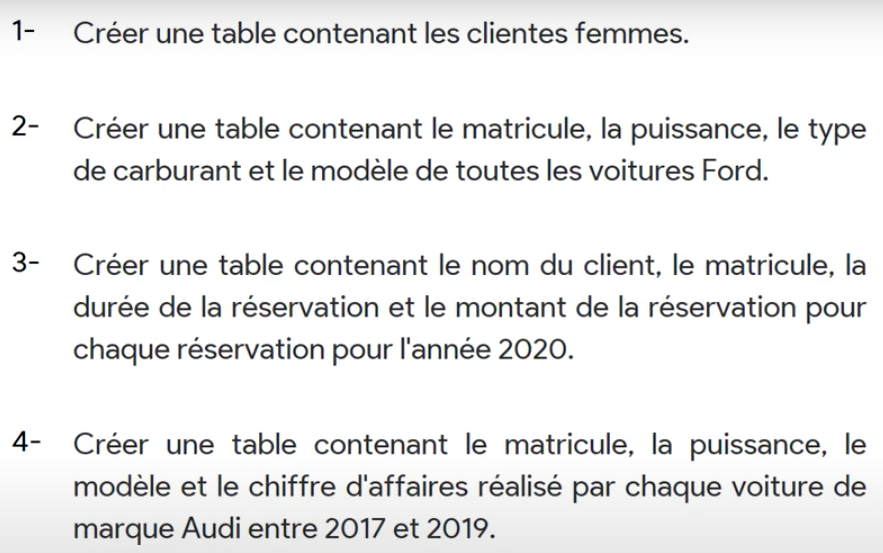 1- Créer une table contenant les clientes femmes.
2- Créer une table contenant le matricule, la puissance, le type
de carburant et le modèle de toutes les voitures Ford.
3- Créer une table contenant le nom du client, le matricule, la
durée de la réservation et le montant de la réservation pour
chaque réservation pour l'année 2020.
4- Créer une table contenant le matricule, la puissance, le
modèle et le chiffre d'affaires réalisé par chaque voiture de
marque Audi entre 2017 et 2019.